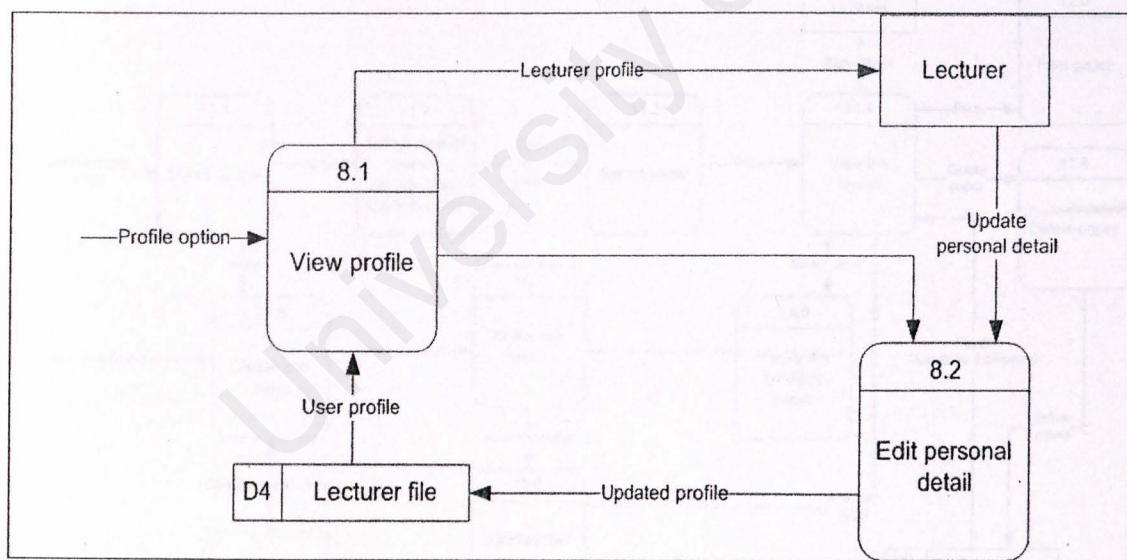 Lecturer profile
Lecturer
8.1
View profile
Profile option
Update
personal detail
8.2
Edit personal
detail
User profile
D4 Lecturer file
Updated profile
University